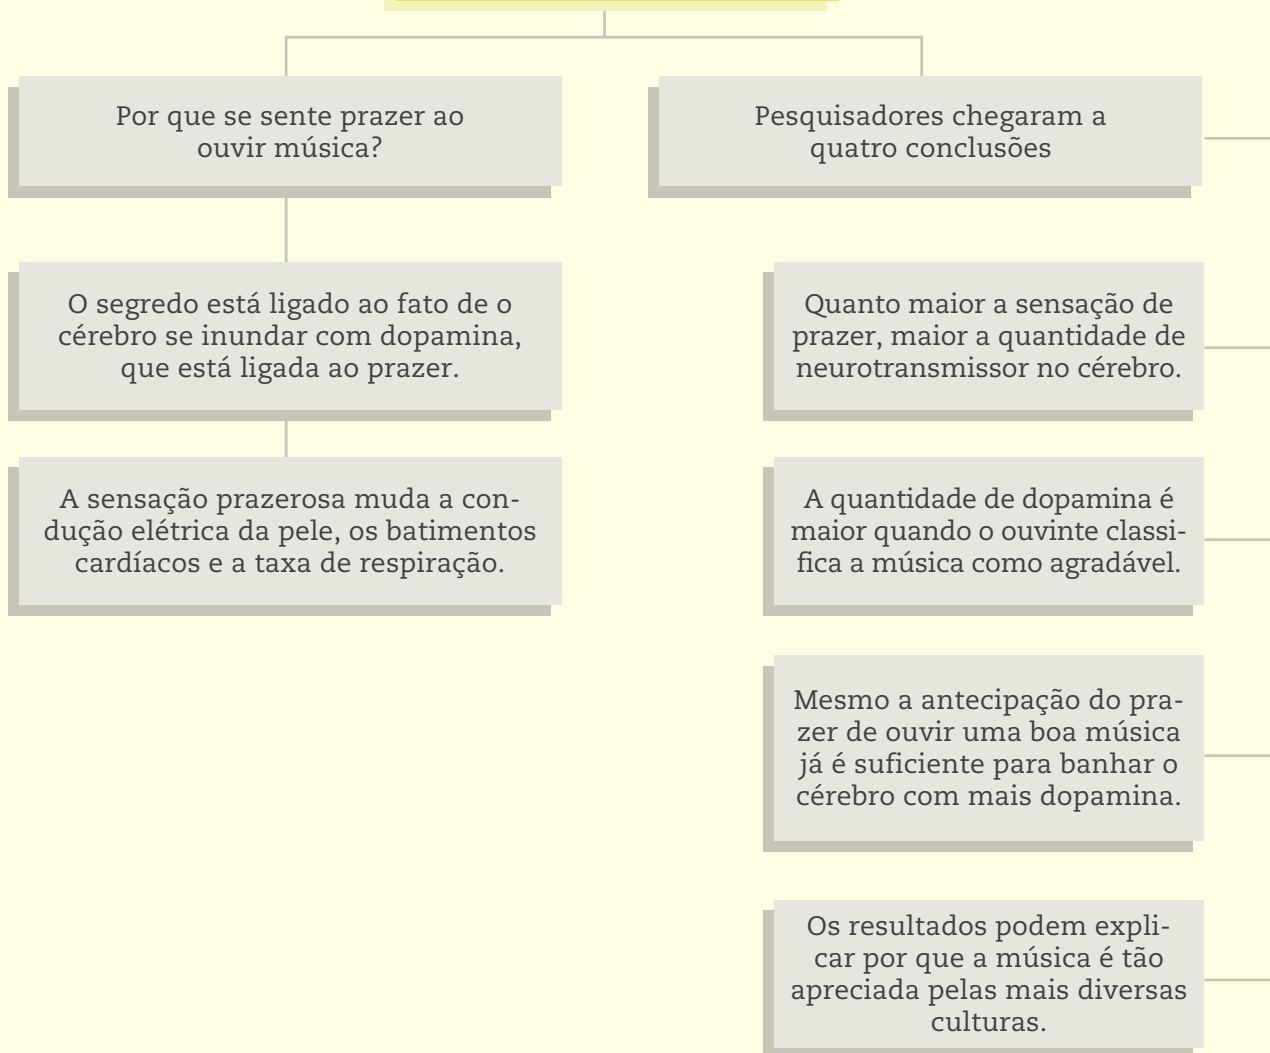 Por que se sente prazer ao
ouvir música?
O segredo está ligado ao fato de o
cérebro se inundar com dopamina,
que está ligada ao prazer.
A sensação prazerosa muda a con-
dução elétrica da pele, os batimentos
cardíacos e a taxa de respiração.
Pesquisadores chegaram a
quatro conclusões
Quanto maior a sensação de
prazer, maior a quantidade de
neurotransmissor no cérebro.
A quantidade de dopamina é
maior quando o ouvinte classi-
fica a música como agradável.
Mesmo a antecipação do pra-
zer de ouvir uma boa música
já é suficiente para banhar o
cérebro com mais dopamina.
Os resultados podem expli-
car por que a música é tão
apreciada pelas mais diversas
culturas.